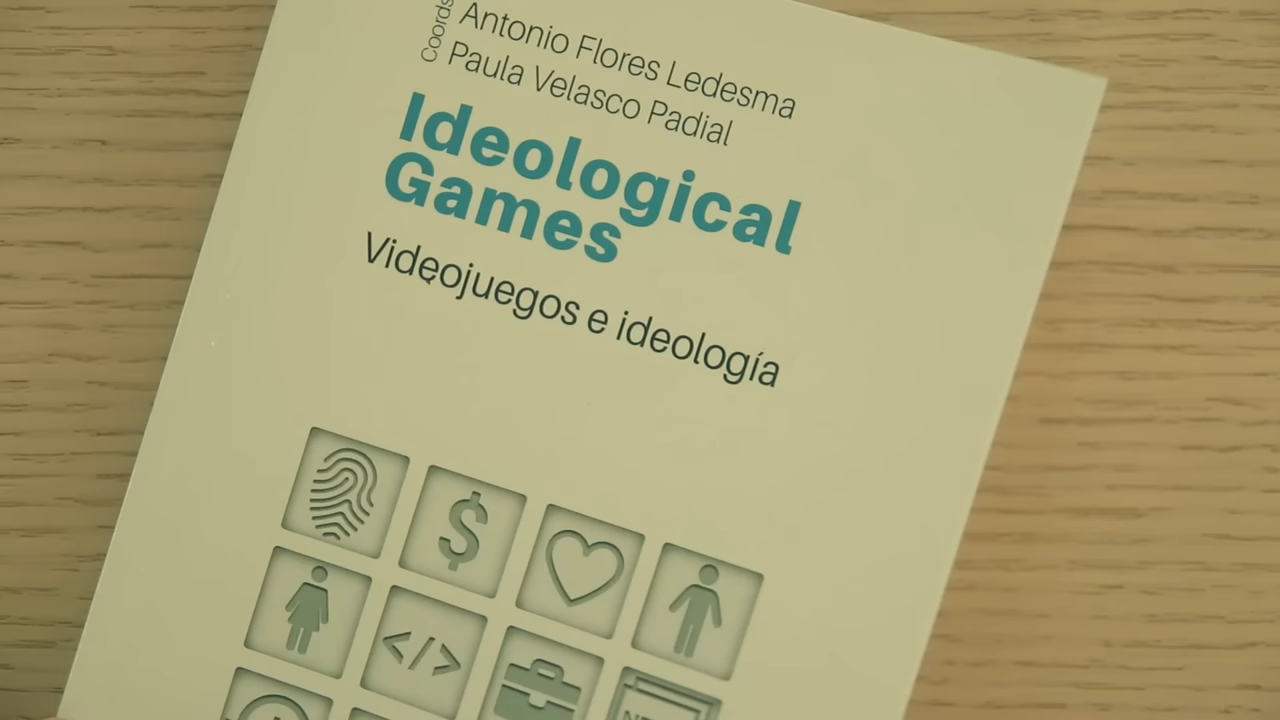 Coords
Antonio Flores Ledesma
Paula Velasco Padial
Ideological
Games
Videojuegos e ideología
$
</>